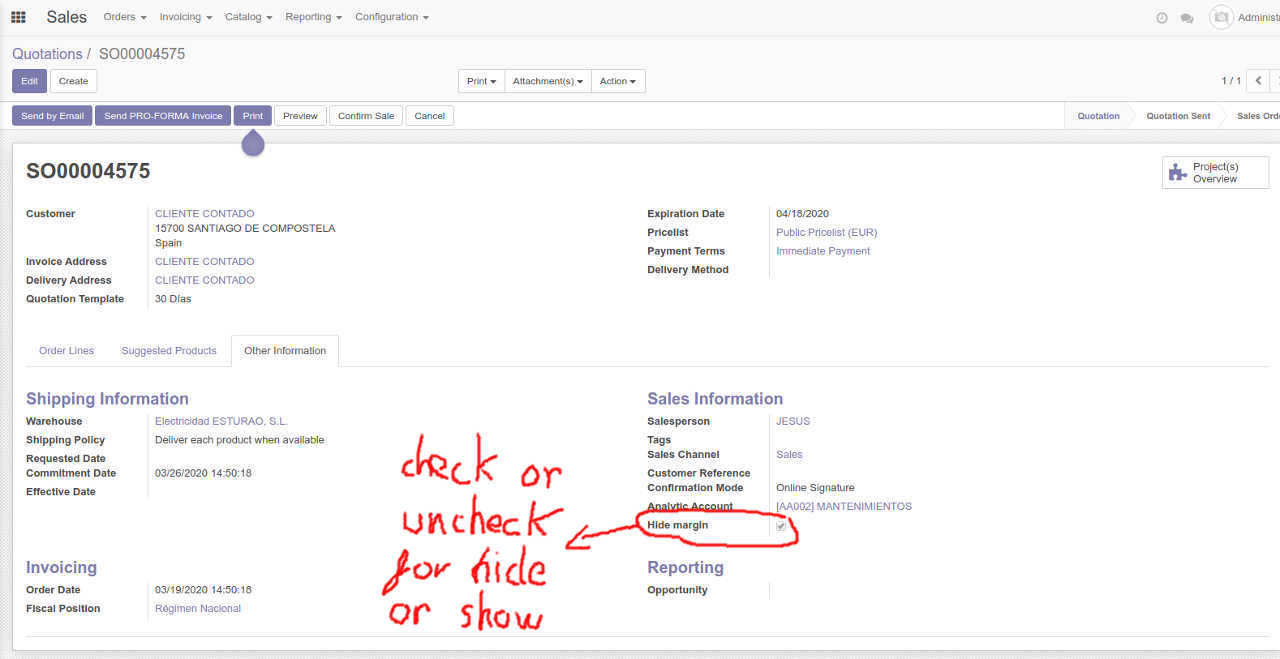 Sales Orders Invoicing Catalog Reporting Configuration Administ
Quotations / SO00004575
Edit Create Print Attachment(s) Action 1 / 1
Send by Email Send PRO-FORMA Invoice Print Preview Confirm Sale Cancel Quotation Quotation Sent Sales Orde
SO00004575
Project(s)
Overview
Customer CLIENTE CONTADO
15700 SANTIAGO DE COMPOSTELA
Spain
Invoice Address CLIENTE CONTADO
Delivery Address CLIENTE CONTADO
Quotation Template 30 Días
Expiration Date 04/18/2020
Pricelist Public Pricelist (EUR)
Payment Terms Immediate Payment
Delivery Method
Order Lines Suggested Products Other Information
Shipping Information
Warehouse Electricidad ESTURAO, S.L.
Shipping Policy Deliver each product when available
Requested Date
Commitment Date 03/26/2020 14:50:18
Effective Date
Sales Information
Salesperson JESUS
Tags
Sales Channel Sales
Customer Reference
Confirmation Mode Online Signature
Analytic Account [AA002] MANTENIMIENTOS
Hide margin
check or
uncheck
for hide
or show
Invoicing
Order Date 03/19/2020 14:50:18
Fiscal Position Régimen Nacional
Reporting
Opportunity